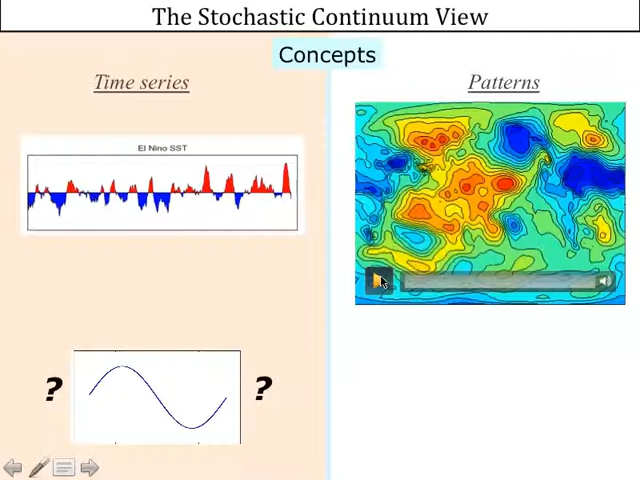 The Stochastic Continuum View
Concepts
Time series
Patterns
El Nino SST
? ?